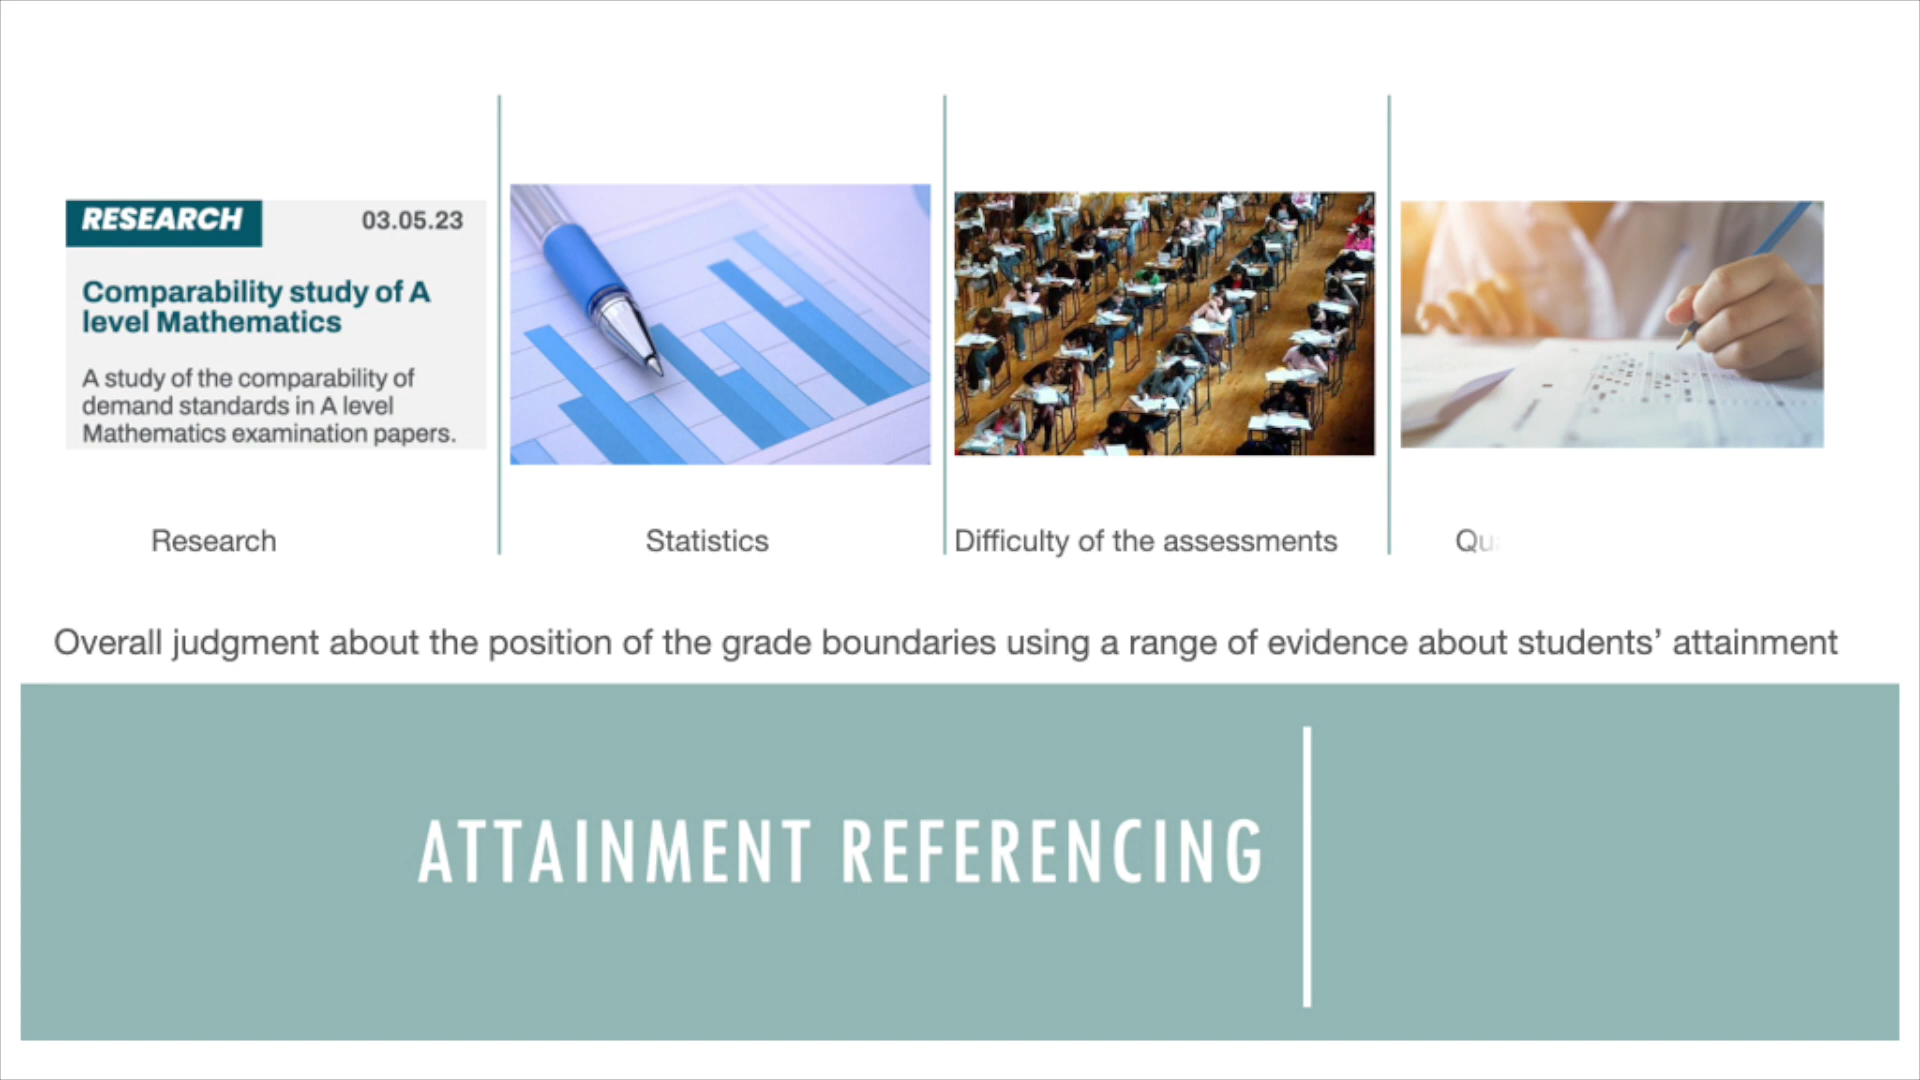 RESEARCH 03.05.23
Comparability study of A
level Mathematics
A study of the comparability of
demand standards in A level
Mathematics examination papers.
Research
Statistics
Difficulty of the assessments
Overall judgment about the position of the grade boundaries using a range of evidence about students’ attainment
ATTAINMENT REFERENCING